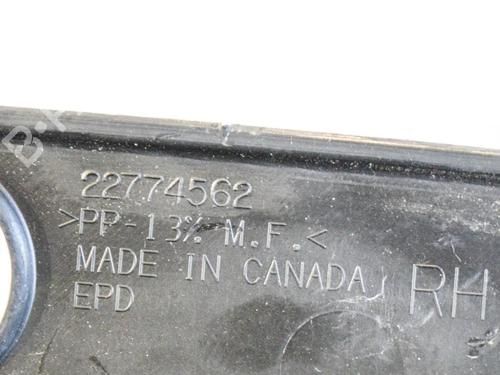 22774562
>PP-13% M.F.<
MADE IN CANADA
EPD
RH